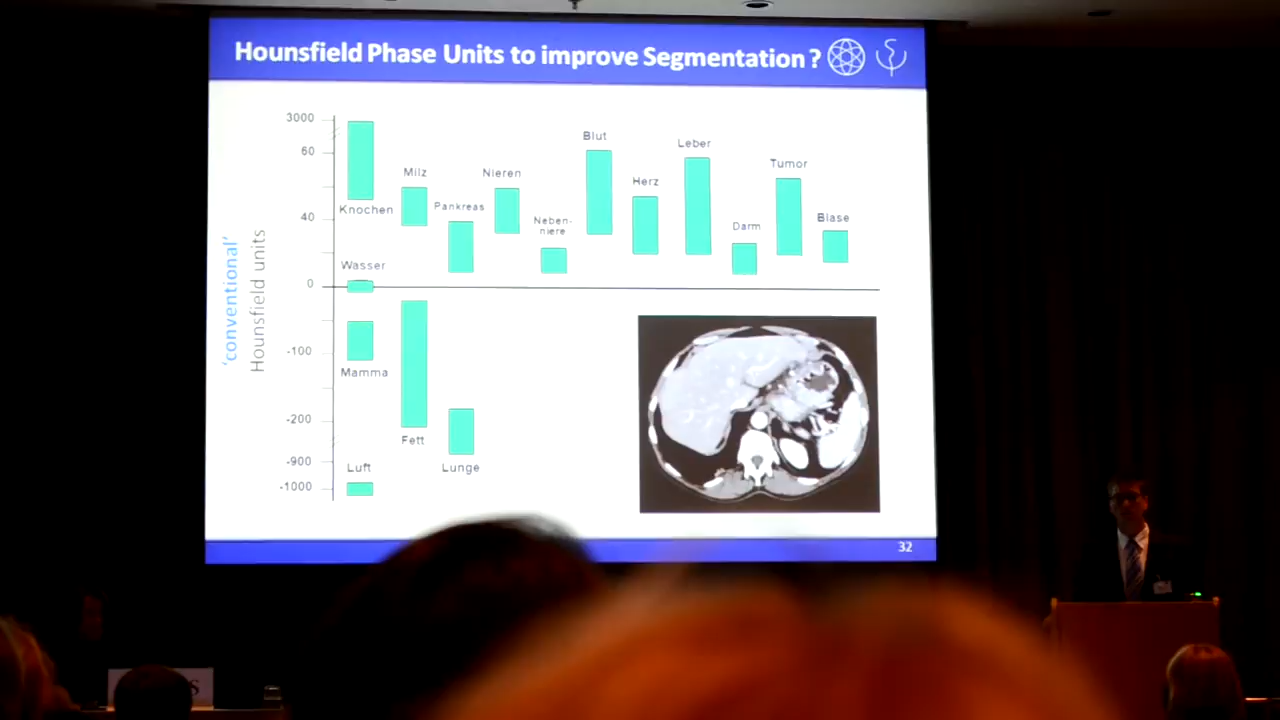 Hounsfield Phase Units to improve Segmentation ?
'conventional'
Hounsfield units
3000
60
40
0
-100
-200
-900
-1000
Knochen
Milz
Pankreas
Nieren
Neben-
niere
Blut
Herz
Leber
Darm
Tumor
Blase
Wasser
Mamma
Fett
Lunge
Luft
32